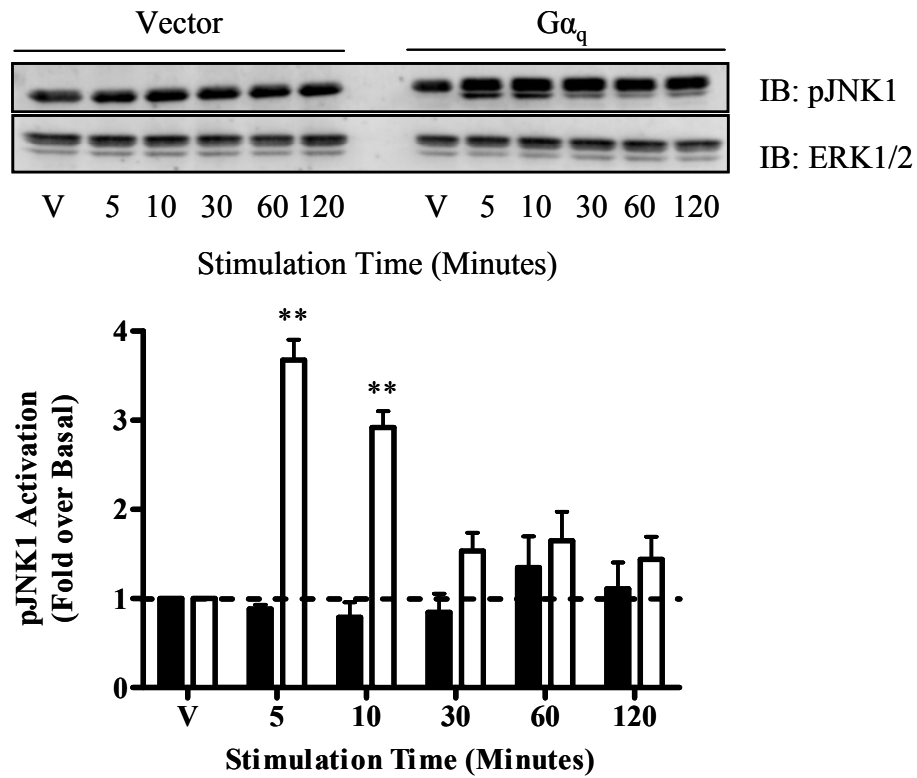 Vector Gαq
IB: pJNK1
IB: ERK1/2
V 5 10 30 60 120 V 5 10 30 60 120
Stimulation Time (Minutes)
pJNK1 Activation
(Fold over Basal)
4
3
2
1
0
**
**
V 5 10 30 60 120
Stimulation Time (Minutes)